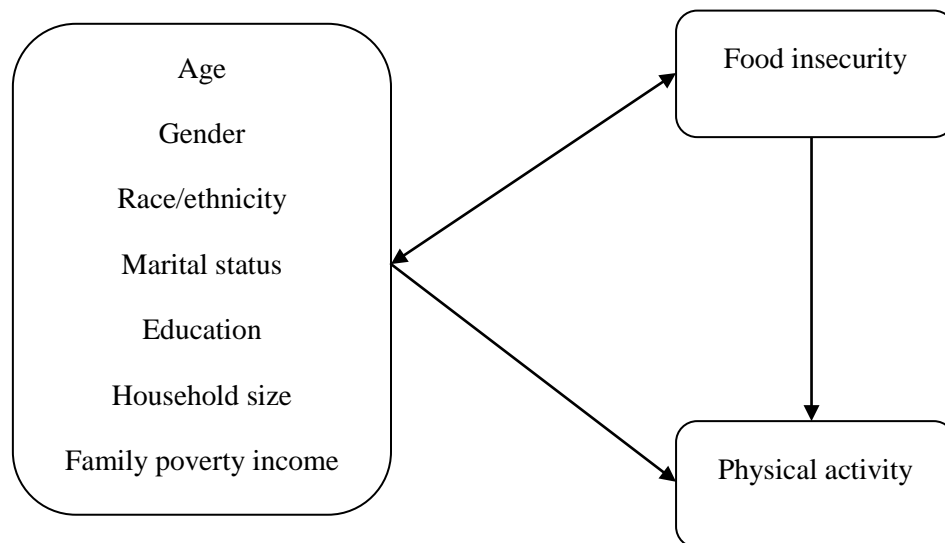 Age
Gender
Race/ethnicity
Marital status
Education
Household size
Family poverty income
Food insecurity
Physical activity